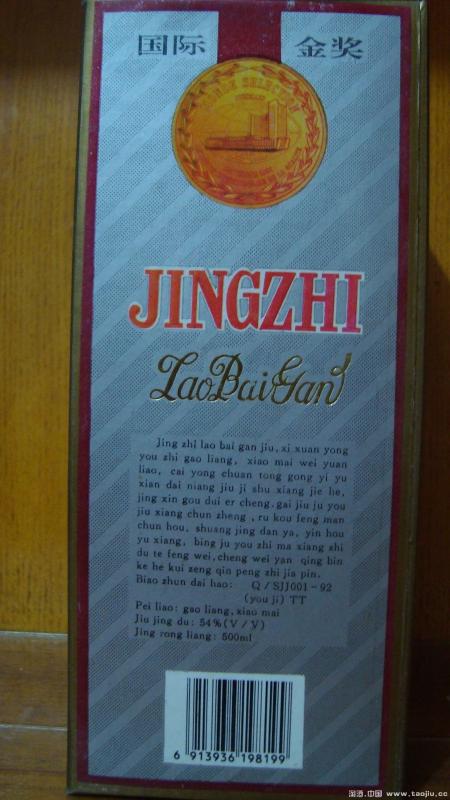 国际 金奖
JINGZHI
LaoBaiGan
Jing zhi lao bai gan jiu, xi xuan yong
you zhi gao liang, xiao mai wei yuan
liao, cai yong chuan tong gong yi yu
xian dai niang jiu ji shu xiang jie he,
jing xin gou dui er cheng. gai jiu ju you
jiu xiang chun zheng , ru kou feng man
chun hou, shuang jing dan ya, yin hou
yu xiang, bing ju you zhi ma xiang zhi
du te feng wei, cheng wei yan qing bin
ke he kui zeng qin peng zhi jia pin.
Biao zhun dai hao: Q/SJJ001-92
(you ji) TT
Pei liao: gao liang, xiao mai
Jiu jing du: 54%(V/V)
Jing rong liang: 500ml
6 913936 198199
淘酒.中国 www.taojiu.cc